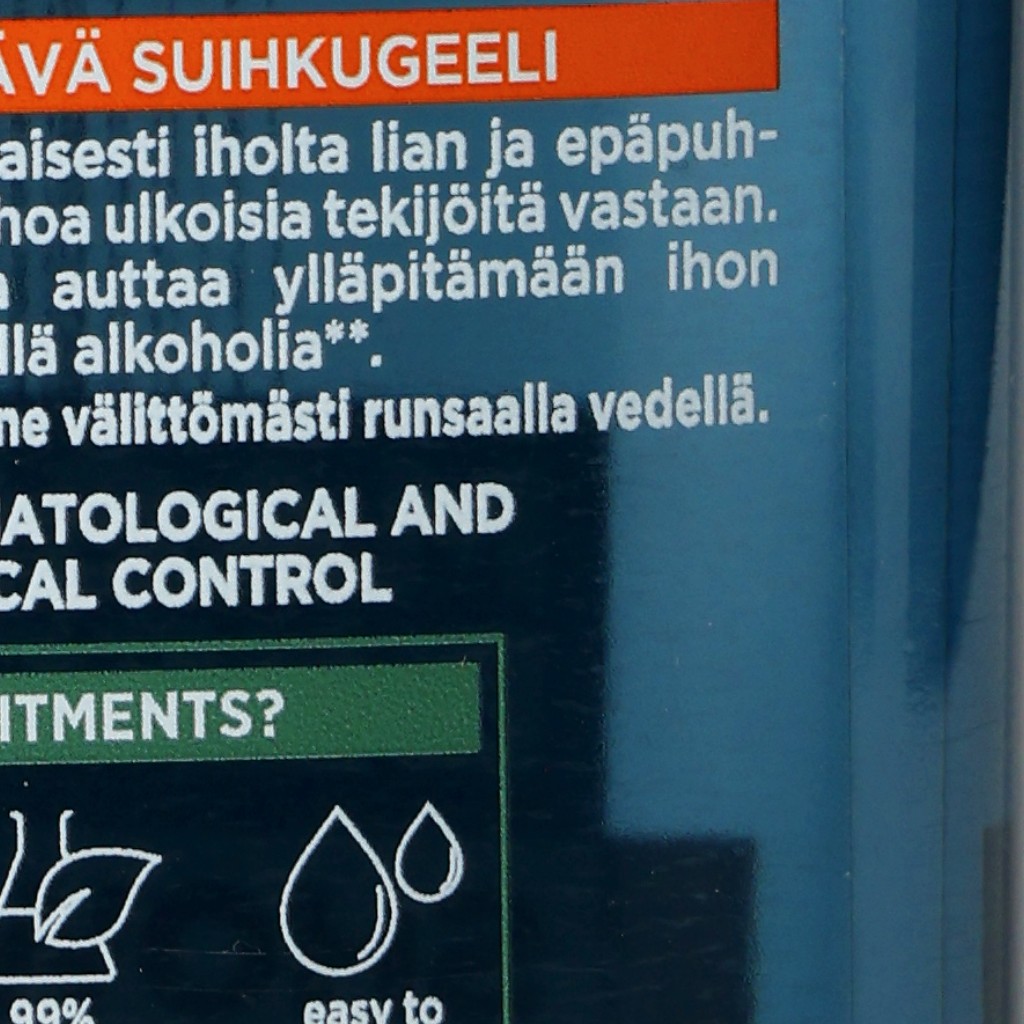 ÄVÄ SUIHKUGEELI
aisesti iholta lian ja epäpuh-
hoa ulkoisia tekijöitä vastaan.
auttaa ylläpitämään ihon
llä alkoholia**.
ne välittömästi runsaalla vedellä.
ATOLOGICAL AND
CAL CONTROL
ITMENTS?
99% easy to